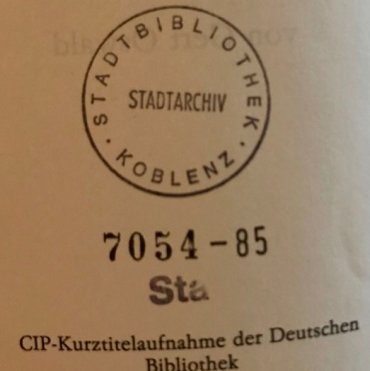 STADTBIBLIOTHEK
STADTARCHIV
· KOBLENZ ·
7054-85
Sta
CIP-Kurztitelaufnahme der Deutschen
Bibliothek